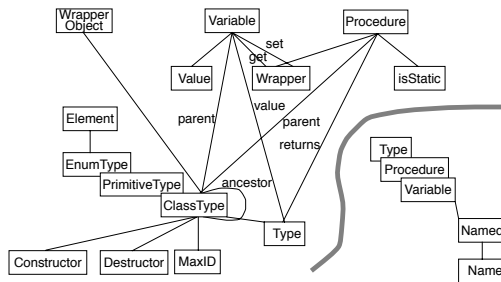 Wrapper
Object
Variable
Procedure
set
get
Value
Wrapper
isStatic
value
Element
parent
parent
Type
returns
EnumType
Procedure
PrimitiveType
ancestor
Variable
ClassType
Type
Named
Constructor
Destructor
MaxID
Name